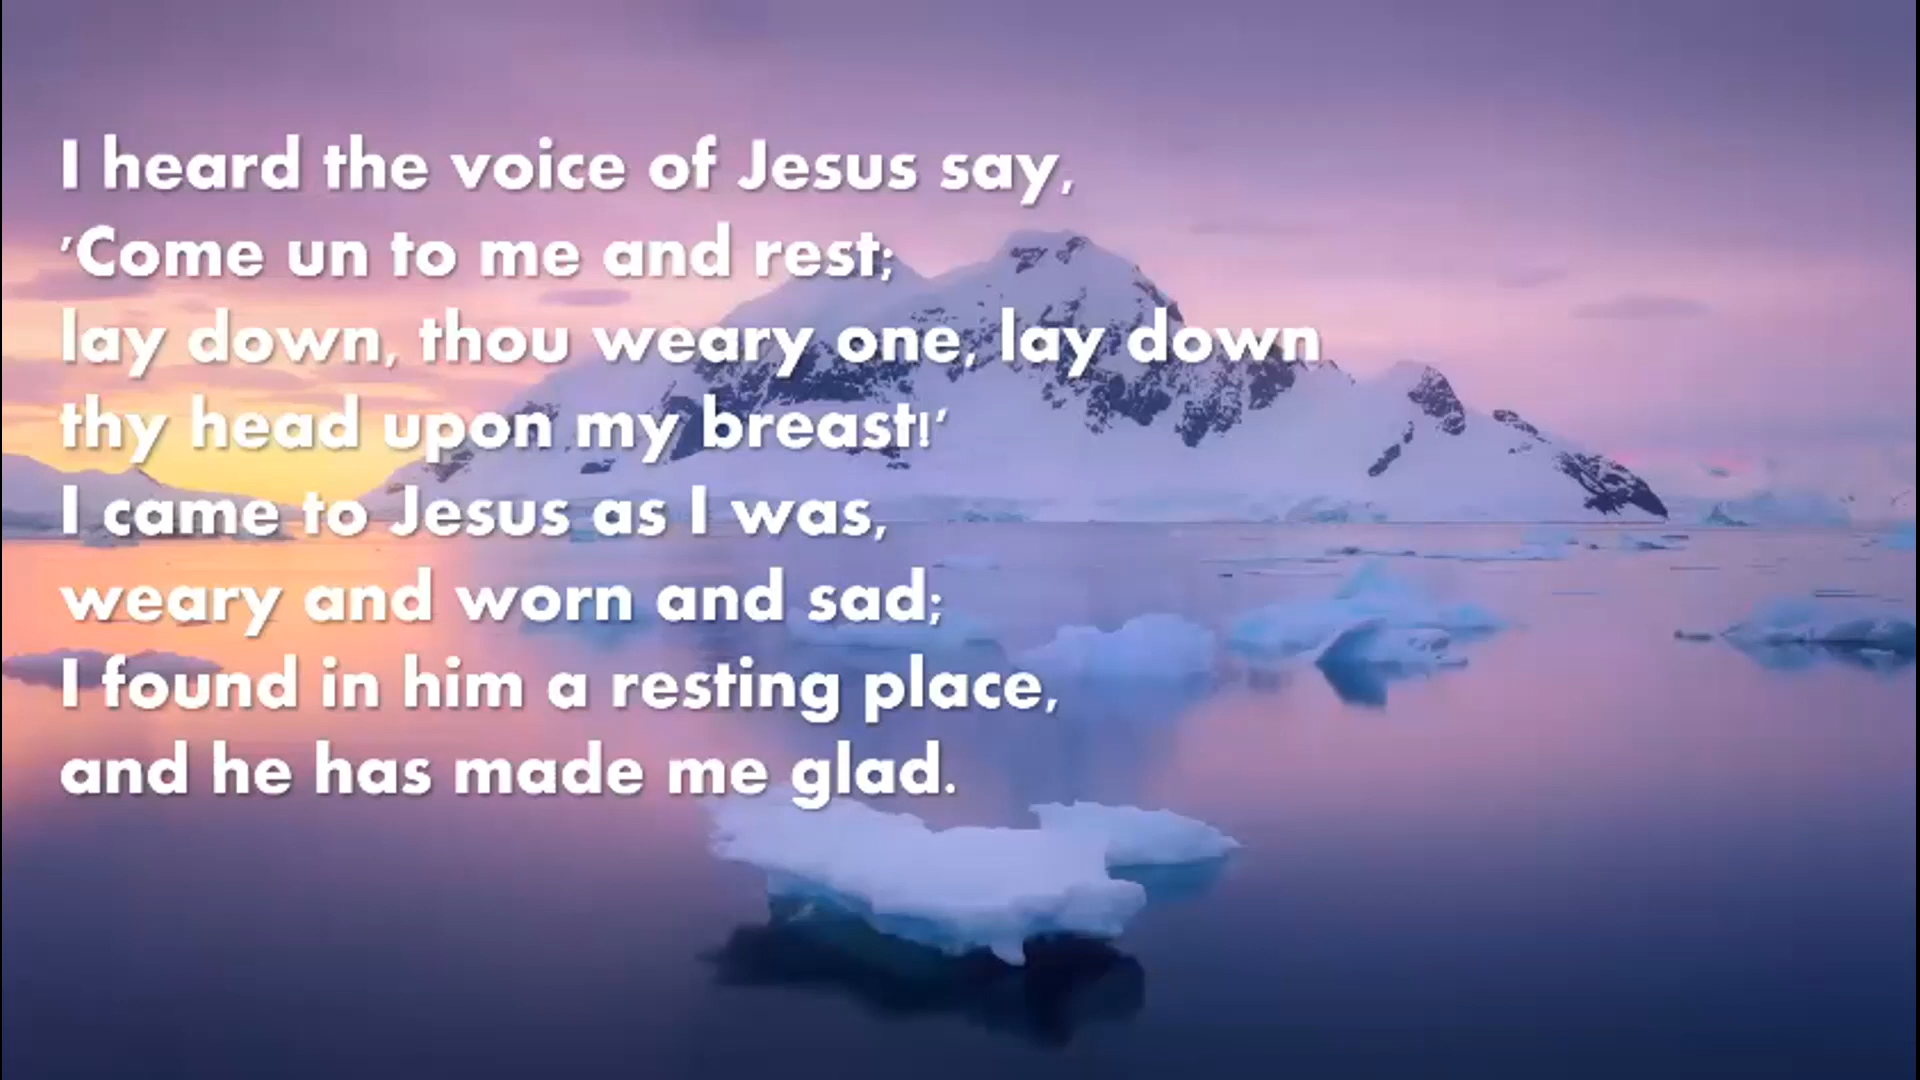 I heard the voice of Jesus say,
'Come un to me and rest;
lay down, thou weary one, lay down
thy head upon my breast!'
I came to Jesus as I was,
weary and worn and sad;
I found in him a resting place,
and he has made me glad.